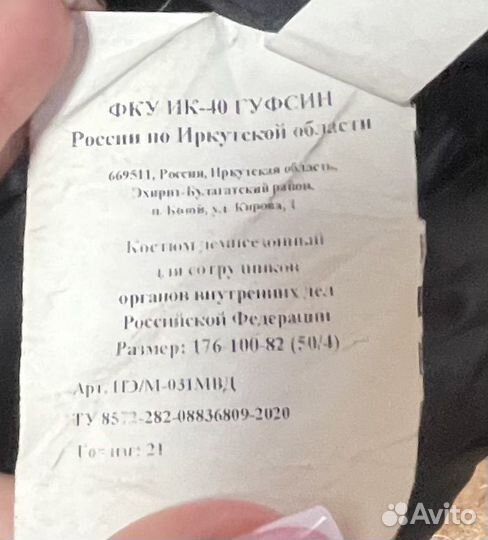 ФКУ ИК-40 ГУФСИН
России по Иркутской области
669511, Россия, Иркутская область,
Эхирит-Булагатский район,
п. Бозой, ул. Кирова, 1
Костюм демисезонный
для сотрудников
органов внутренних дел
Российской Федерации
Размер: 176-100-82 (50/4)
Арт. ПЭ/М-031МВД
ТУ 8572-282-08836809-2020
21
Avito